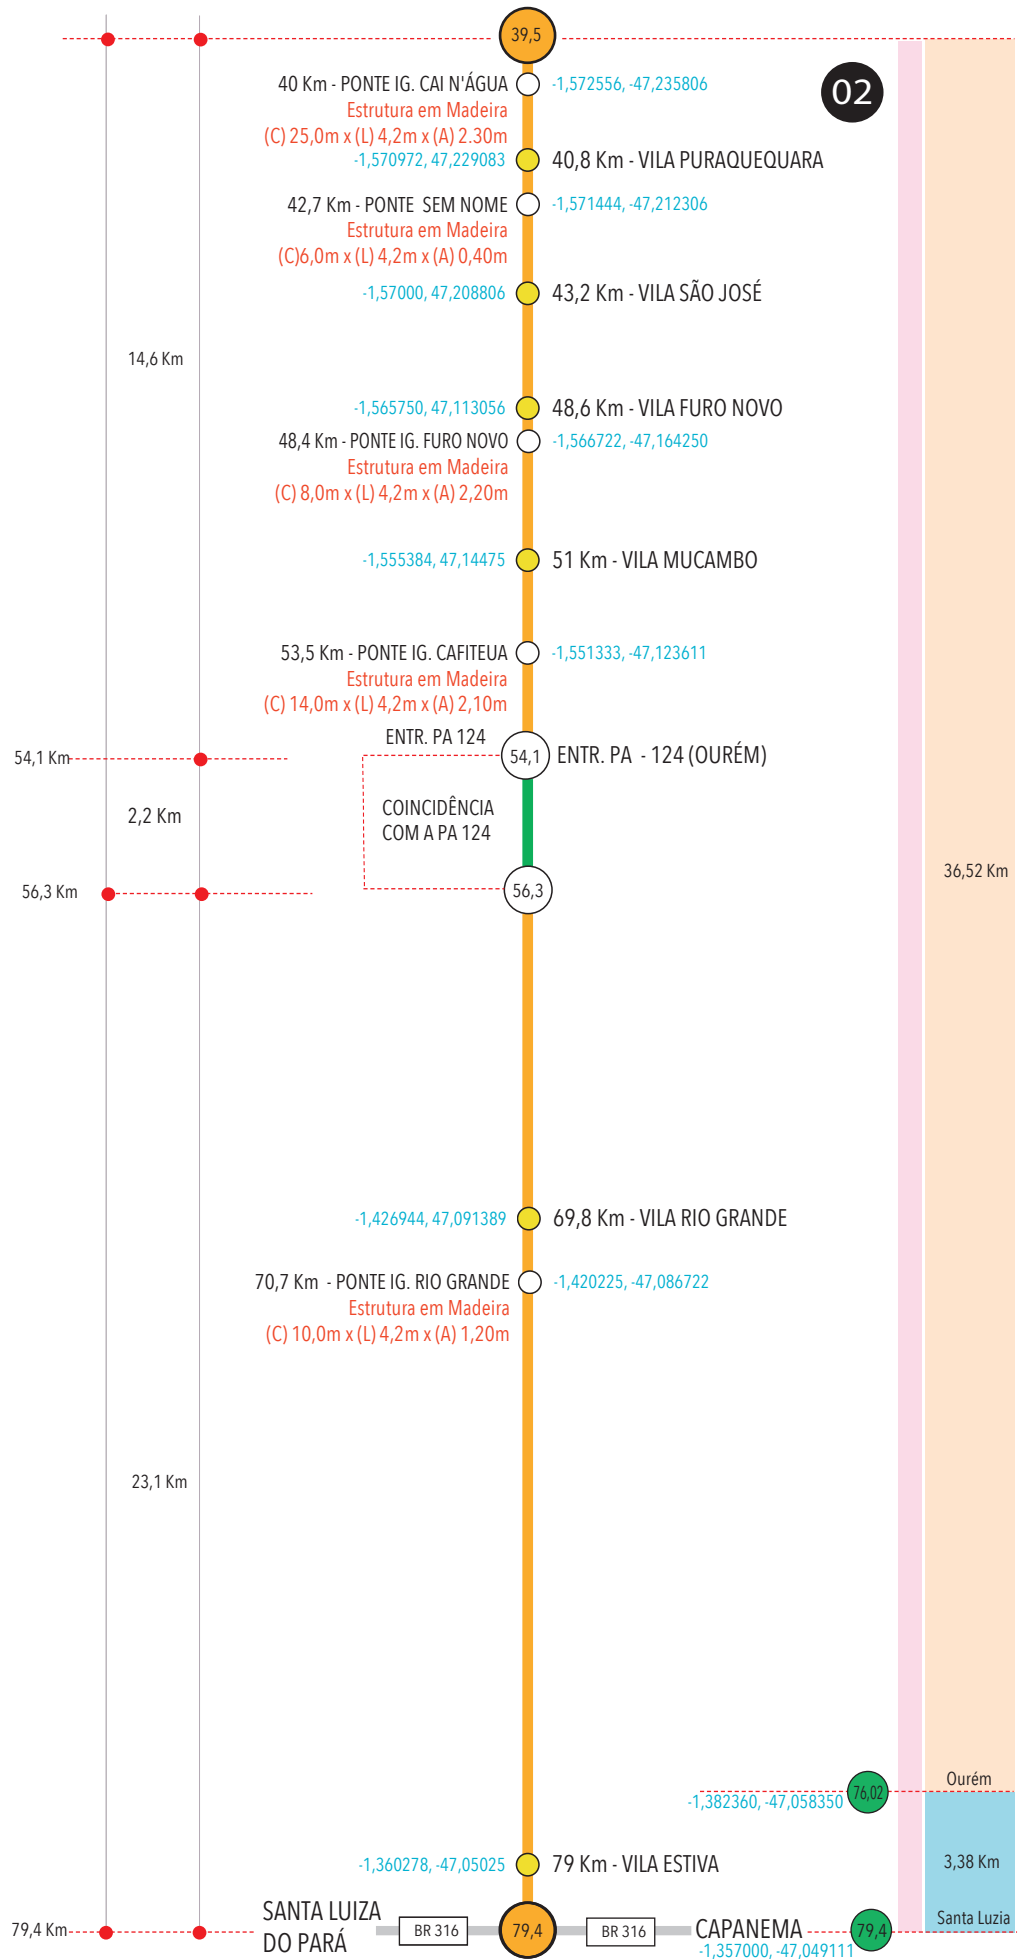 39,5
02
40 Km - PONTE IG. CAI N'ÁGUA
-1,572556, -47,235806
Estrutura em Madeira
(C) 25,0m x (L) 4,2m x (A) 2.30m
-1,570972, 47,229083
40,8 Km - VILA PURAQUEQUARA
42,7 Km - PONTE SEM NOME
-1,571444, -47,212306
Estrutura em Madeira
(C)6,0m x (L) 4,2m x (A) 0,40m
-1,57000, 47,208806
43,2 Km - VILA SÃO JOSÉ
14,6 Km
-1,565750, 47,113056
48,6 Km - VILA FURO NOVO
48,4 Km - PONTE IG. FURO NOVO
-1,566722, -47,164250
Estrutura em Madeira
(C) 8,0m x (L) 4,2m x (A) 2,20m
-1,555384, 47,14475
51 Km - VILA MUCAMBO
53,5 Km - PONTE IG. CAFITEUA
-1,551333, -47,123611
Estrutura em Madeira
(C) 14,0m x (L) 4,2m x (A) 2,10m
ENTR. PA 124
54,1 Km
54,1
ENTR. PA - 124 (OURÉM)
2,2 Km
COINCIDÊNCIA
COM A PA 124
36,52 Km
56,3 Km
56,3
-1,426944, 47,091389
69,8 Km - VILA RIO GRANDE
70,7 Km - PONTE IG. RIO GRANDE
-1,420225, -47,086722
Estrutura em Madeira
(C) 10,0m x (L) 4,2m x (A) 1,20m
23,1 Km
Ourém
76,02
-1,382360, -47,058350
-1,360278, -47,05025
79 Km - VILA ESTIVA
3,38 Km
Santa Luzia
79,4 Km
SANTA LUIZA
DO PARÁ
BR 316
79,4
BR 316
CAPANEMA
79,4
-1,357000, -47,049111